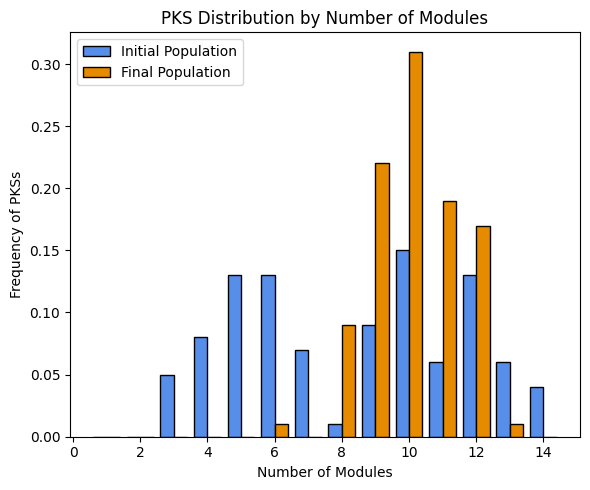 PKS Distribution by Number of Modules
Initial Population
Final Population
Frequency of PKSs
0.30
0.25
0.20
0.15
0.10
0.05
0.00
0 2 4 6 8 10 12 14
Number of Modules